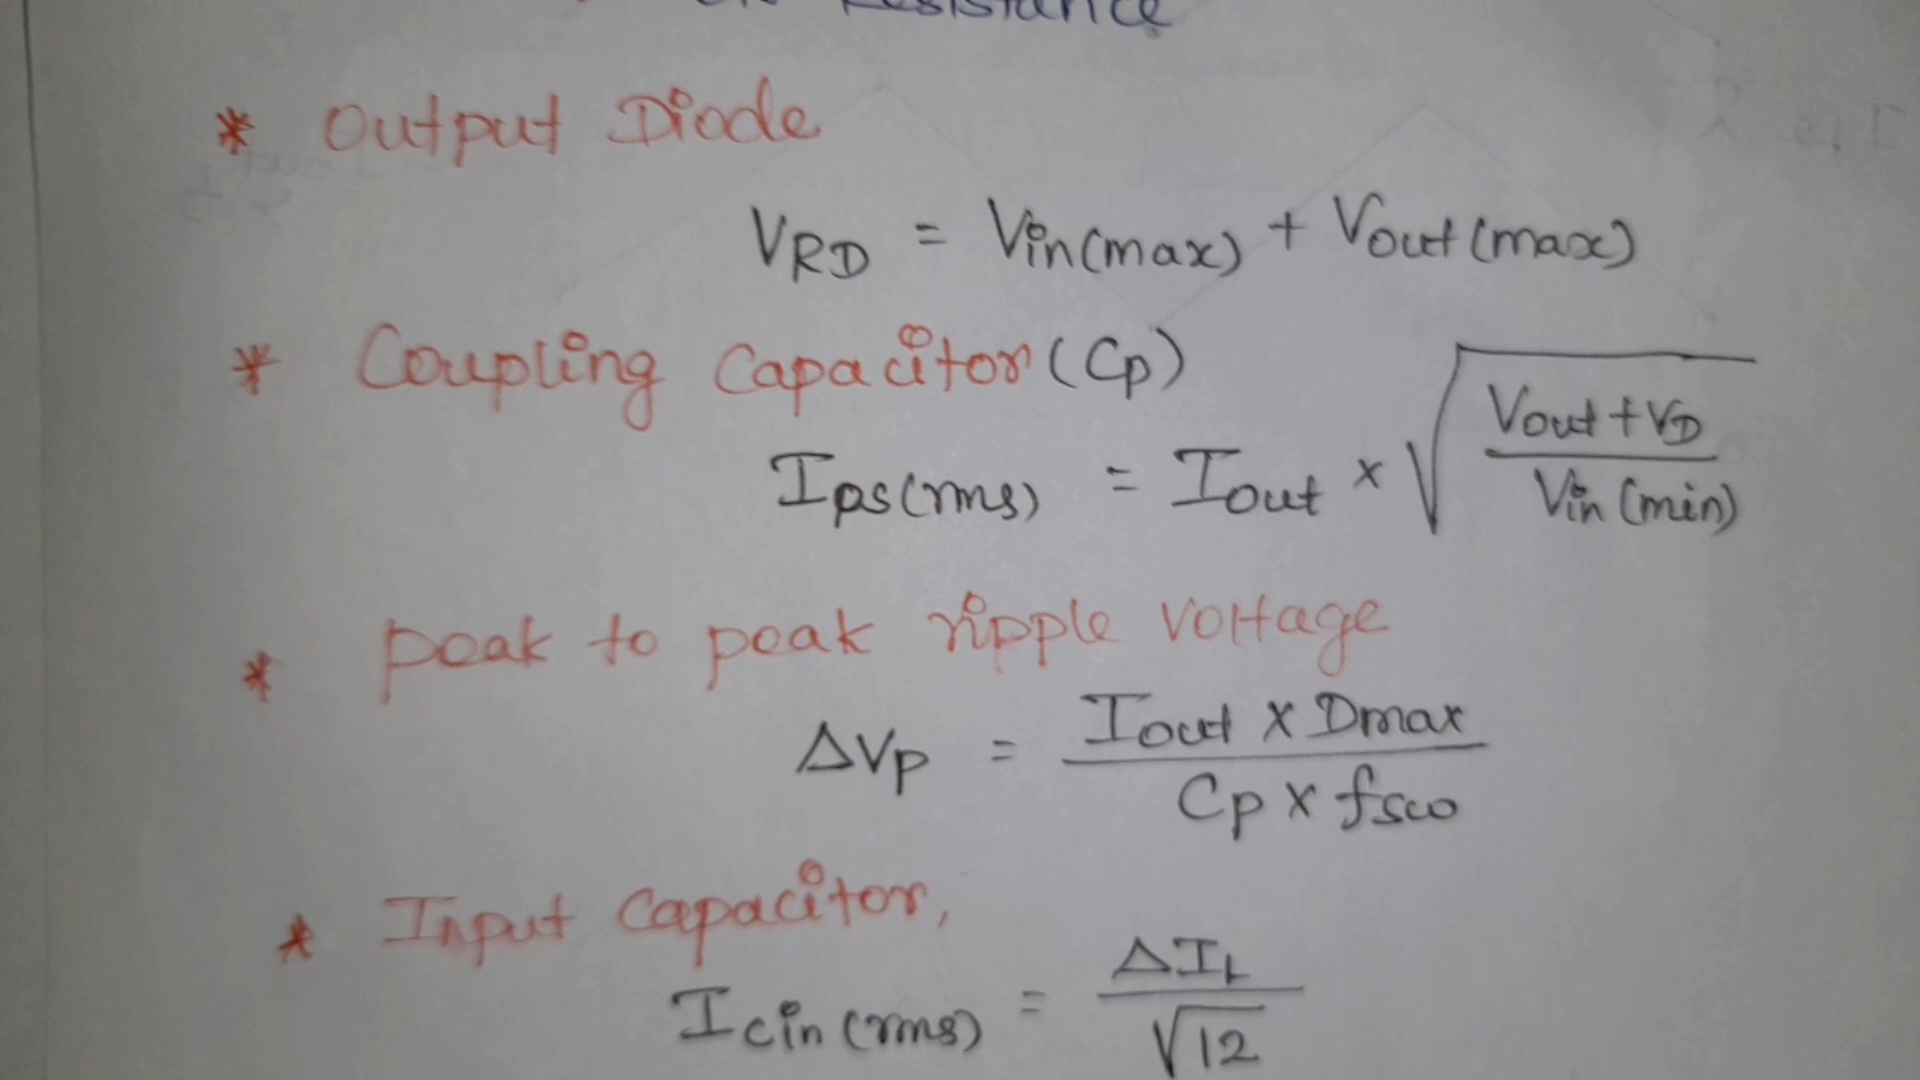 Resistance
* Output Diode
VRD = Vin(max) + Vout(max)
* Coupling Capacitor (Cp)
Ips(rms) = Iout × √((Vout + VD) / Vin(min))
* peak to peak ripple voltage
ΔVp = (Iout × Dmax) / (Cp × fsw)
* Input Capacitor,
Icin(rms) = ΔIL / √12